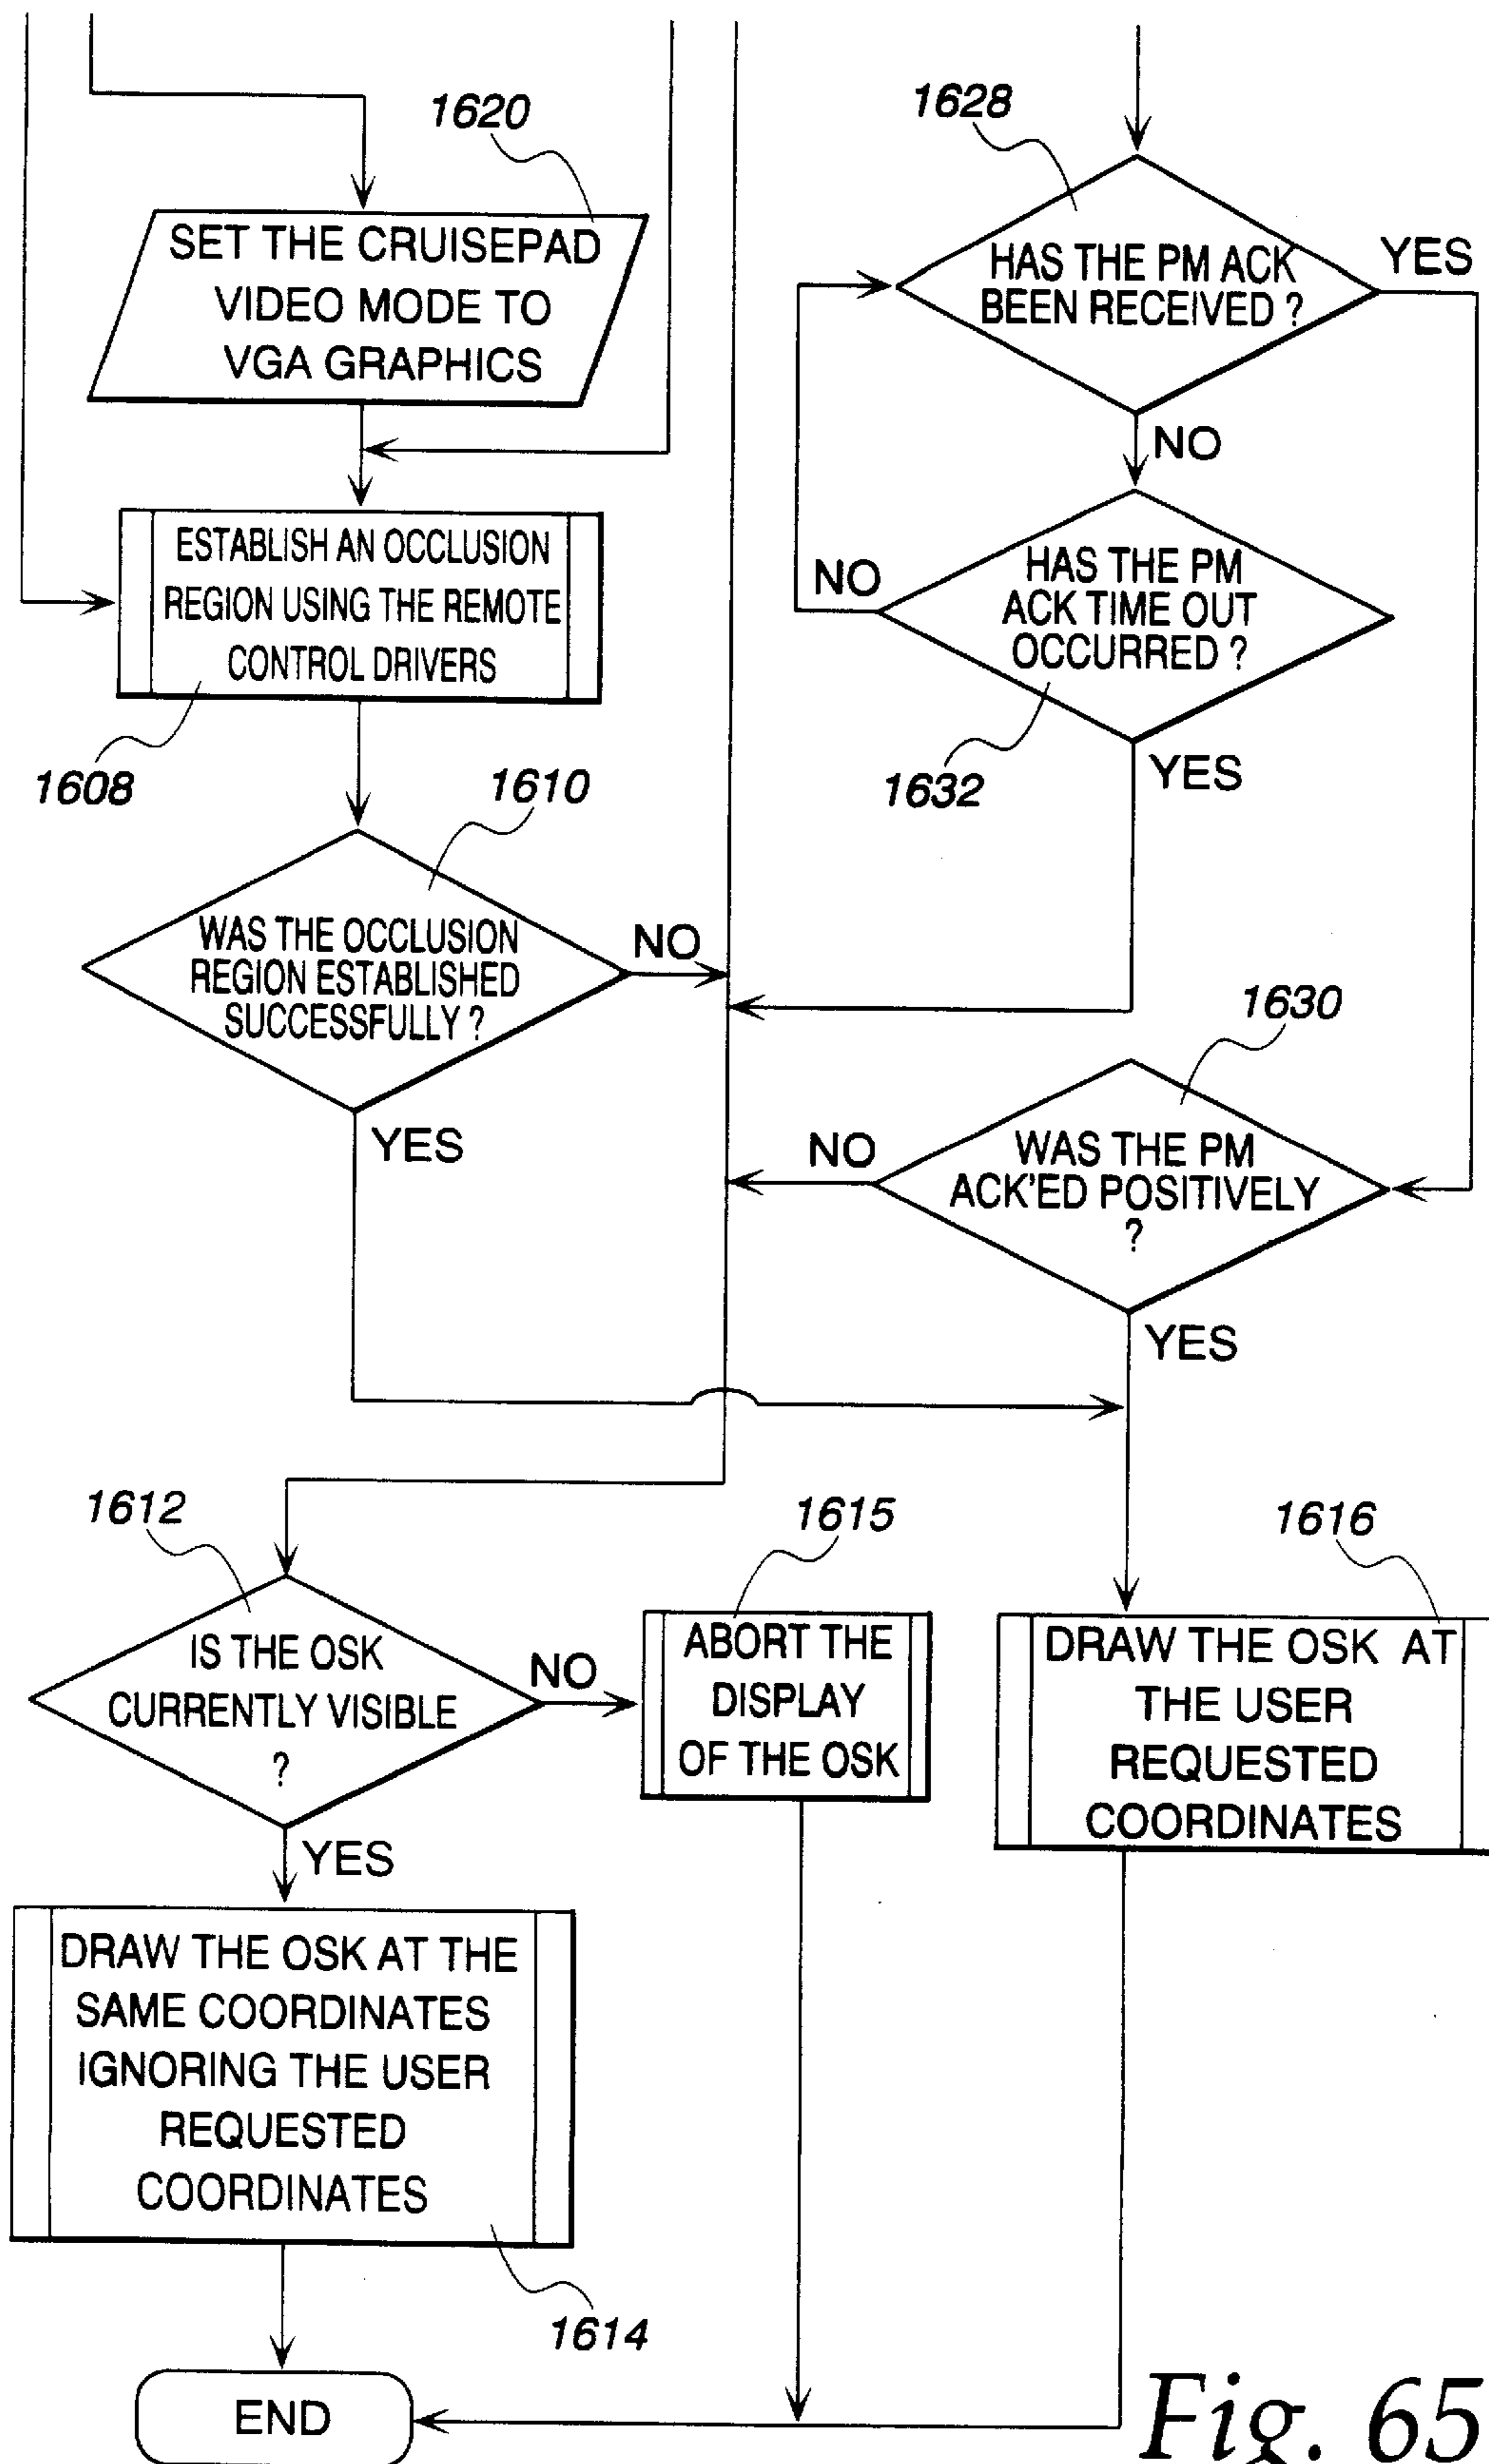 1620
SET THE CRUISEPAD
VIDEO MODE TO
VGA GRAPHICS
1628
HAS THE PM ACK
BEEN RECEIVED ?
YES
NO
ESTABLISH AN OCCLUSION
REGION USING THE REMOTE
CONTROL DRIVERS
1608
HAS THE PM
ACK TIME OUT
OCCURRED ?
NO
1632
YES
1610
WAS THE OCCLUSION
REGION ESTABLISHED
SUCCESSFULLY ?
NO
YES
1630
WAS THE PM
ACK'ED POSITIVELY
?
NO
YES
1612
IS THE OSK
CURRENTLY VISIBLE
?
NO
YES
1615
ABORT THE
DISPLAY
OF THE OSK
1616
DRAW THE OSK AT
THE USER
REQUESTED
COORDINATES
DRAW THE OSK AT THE
SAME COORDINATES
IGNORING THE USER
REQUESTED
COORDINATES
1614
END
Fig. 65